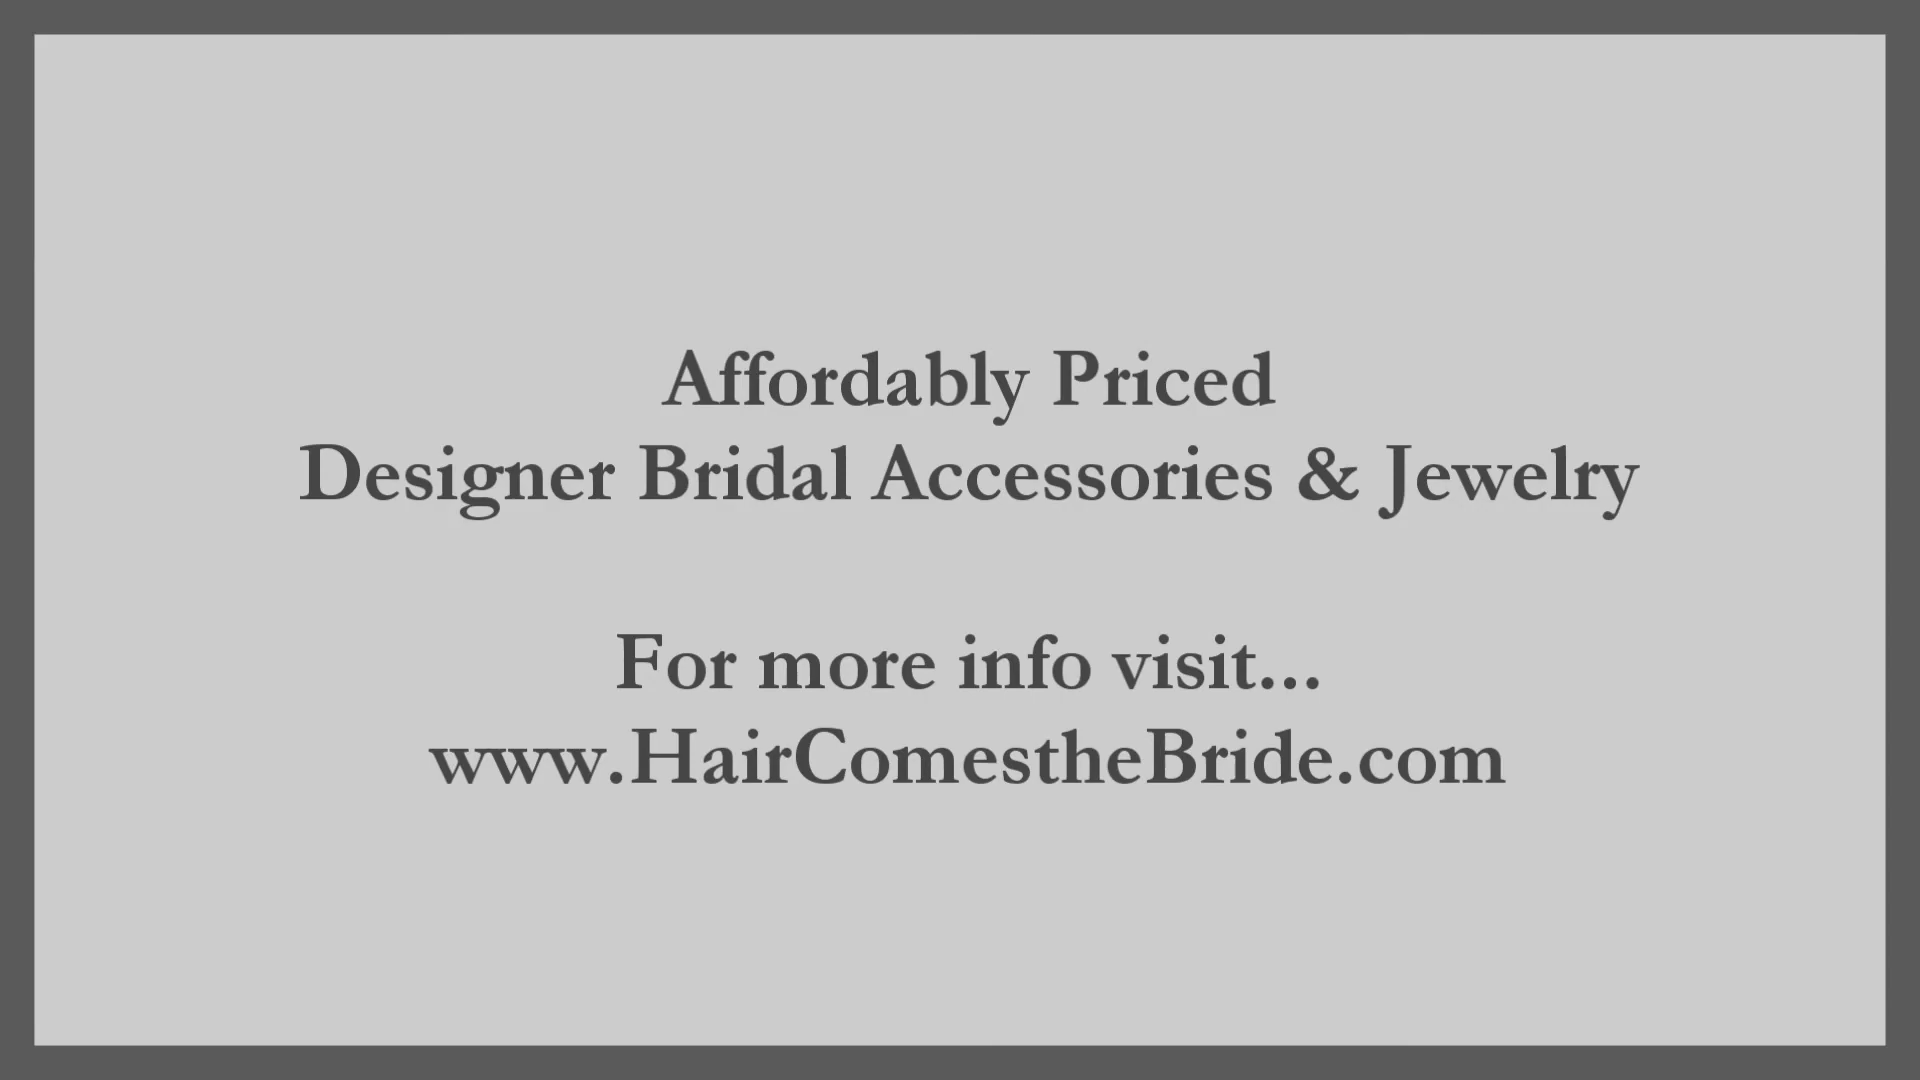 Affordably Priced
Designer Bridal Accessories & Jewelry
For more info visit...
www.HairComestheBride.com